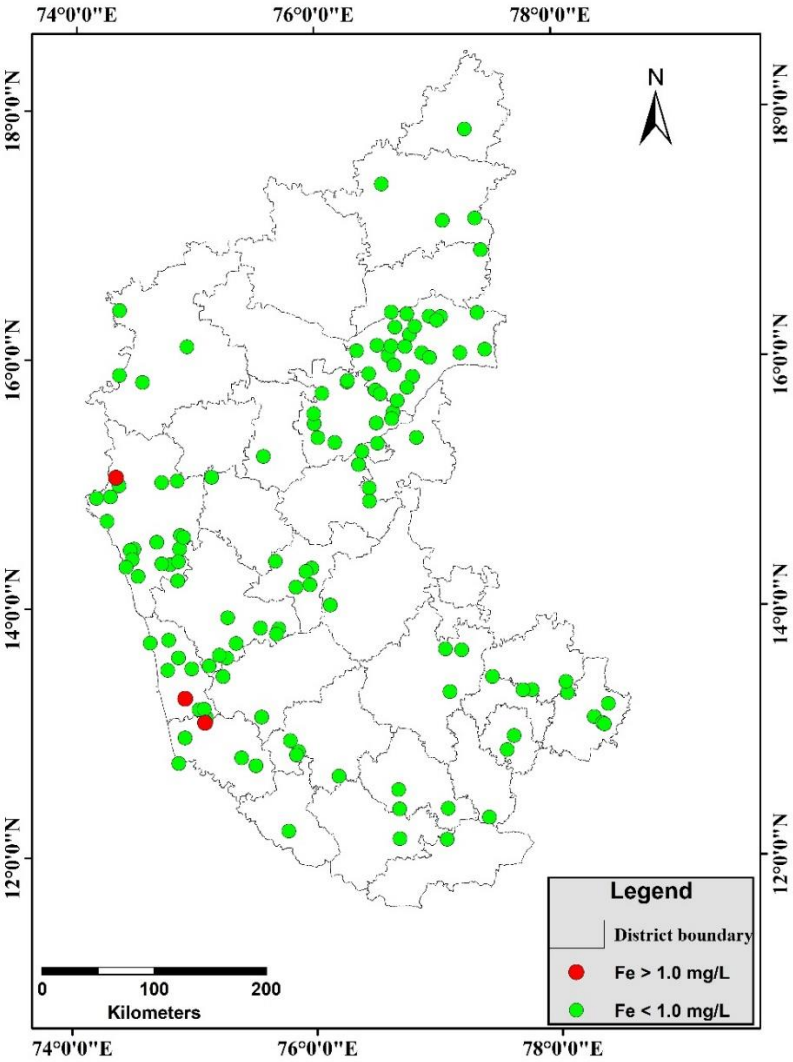 74°0'0"E 76°0'0"E 78°0'0"E
N
18°0'0"N 18°0'0"N
16°0'0"N 16°0'0"N
14°0'0"N 14°0'0"N
12°0'0"N 12°0'0"N
Legend
District boundary
Fe > 1.0 mg/L
Fe < 1.0 mg/L
0 100 200
Kilometers
74°0'0"E 76°0'0"E 78°0'0"E